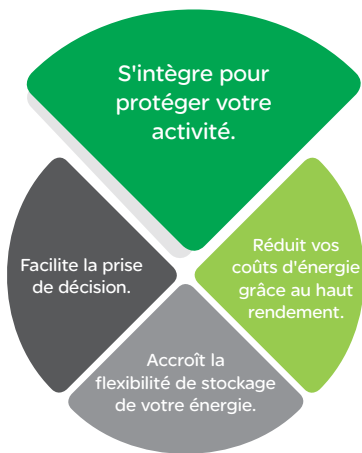 S'intègre pour
protéger votre
activité.
Facilite la prise
de décision.
Réduit vos
coûts d'énergie
grâce au haut
rendement.
Accroît la
flexibilité de stockage
de votre énergie.